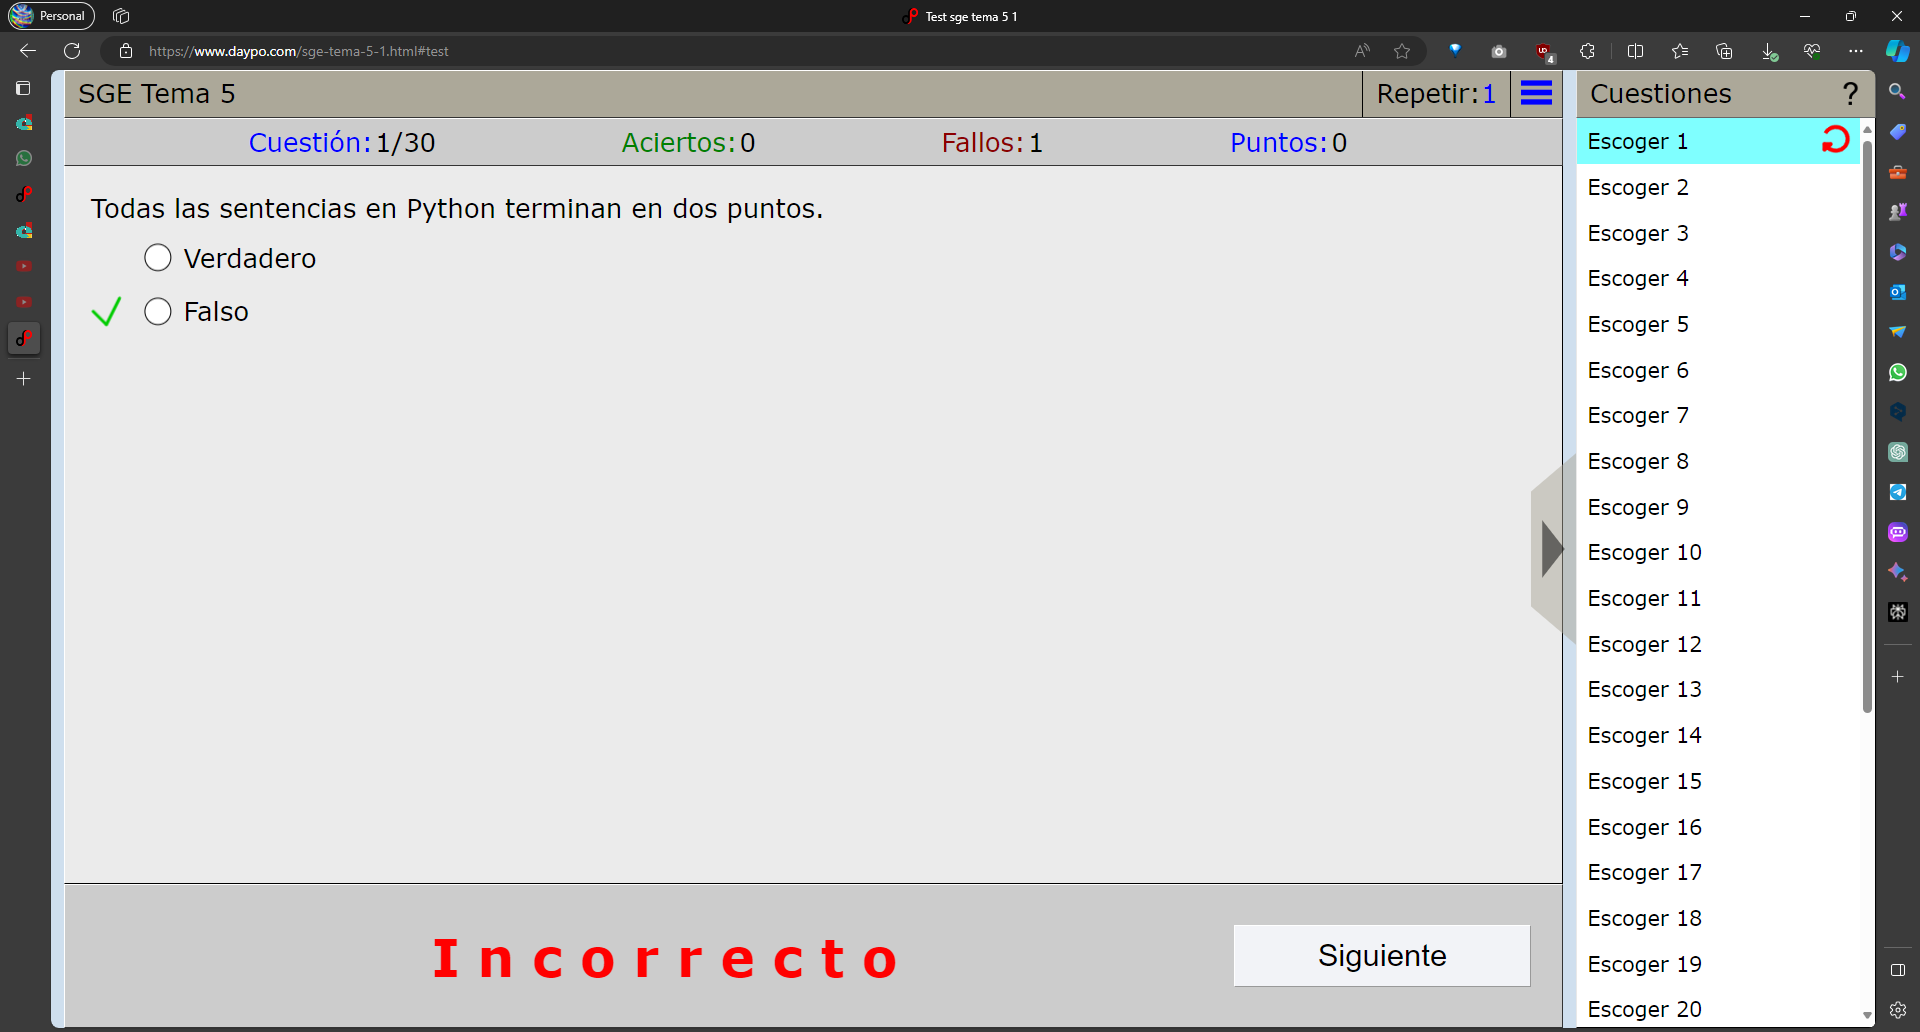 Personal
Test sge tema 5 1
https://www.daypo.com/sge-tema-5-1.html#test
SGE Tema 5
Repetir:1
Cuestiones
?
Cuestión:1/30
Aciertos:0
Fallos:1
Puntos:0
Todas las sentencias en Python terminan en dos puntos.
Verdadero
Falso
Incorrecto
Siguiente
Escoger 1
Escoger 2
Escoger 3
Escoger 4
Escoger 5
Escoger 6
Escoger 7
Escoger 8
Escoger 9
Escoger 10
Escoger 11
Escoger 12
Escoger 13
Escoger 14
Escoger 15
Escoger 16
Escoger 17
Escoger 18
Escoger 19
Escoger 20